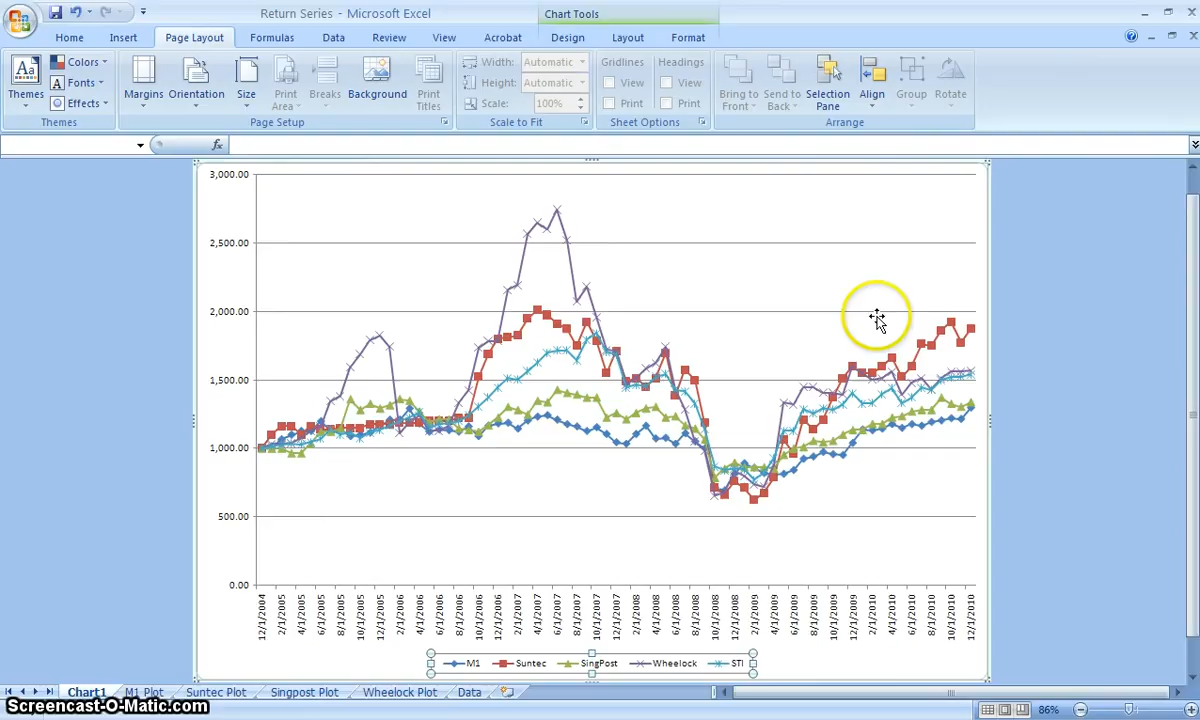 Return Series - Microsoft Excel
Chart Tools
Home Insert Page Layout Formulas Data Review View Acrobat Design Layout Format
Themes
Colors
Fonts
Effects
Themes
Margins Orientation Size Print Area Breaks Background Print Titles
Page Setup
Width: Automatic
Height: Automatic
Scale: 100%
Scale to Fit
Gridlines Headings
View View
Print Print
Sheet Options
Bring to Front Send to Back Selection Pane Align Group Rotate
Arrange
fx
3,000.00
2,500.00
2,000.00
1,500.00
1,000.00
500.00
0.00
12/1/2004 2/1/2005 4/1/2005 6/1/2005 8/1/2005 10/1/2005 12/1/2005 2/1/2006 4/1/2006 6/1/2006 8/1/2006 10/1/2006 12/1/2006 2/1/2007 4/1/2007 6/1/2007 8/1/2007 10/1/2007 12/1/2007 2/1/2008 4/1/2008 6/1/2008 8/1/2008 10/1/2008 12/1/2008 2/1/2009 4/1/2009 6/1/2009 8/1/2009 10/1/2009 12/1/2009 2/1/2010 4/1/2010 6/1/2010 8/1/2010 10/1/2010 12/1/2010
M1 Suntec SingPost Wheelock STI
Chart1 M1 Plot Suntec Plot Singpost Plot Wheelock Plot Data
Screencast-O-Matic.com
86%